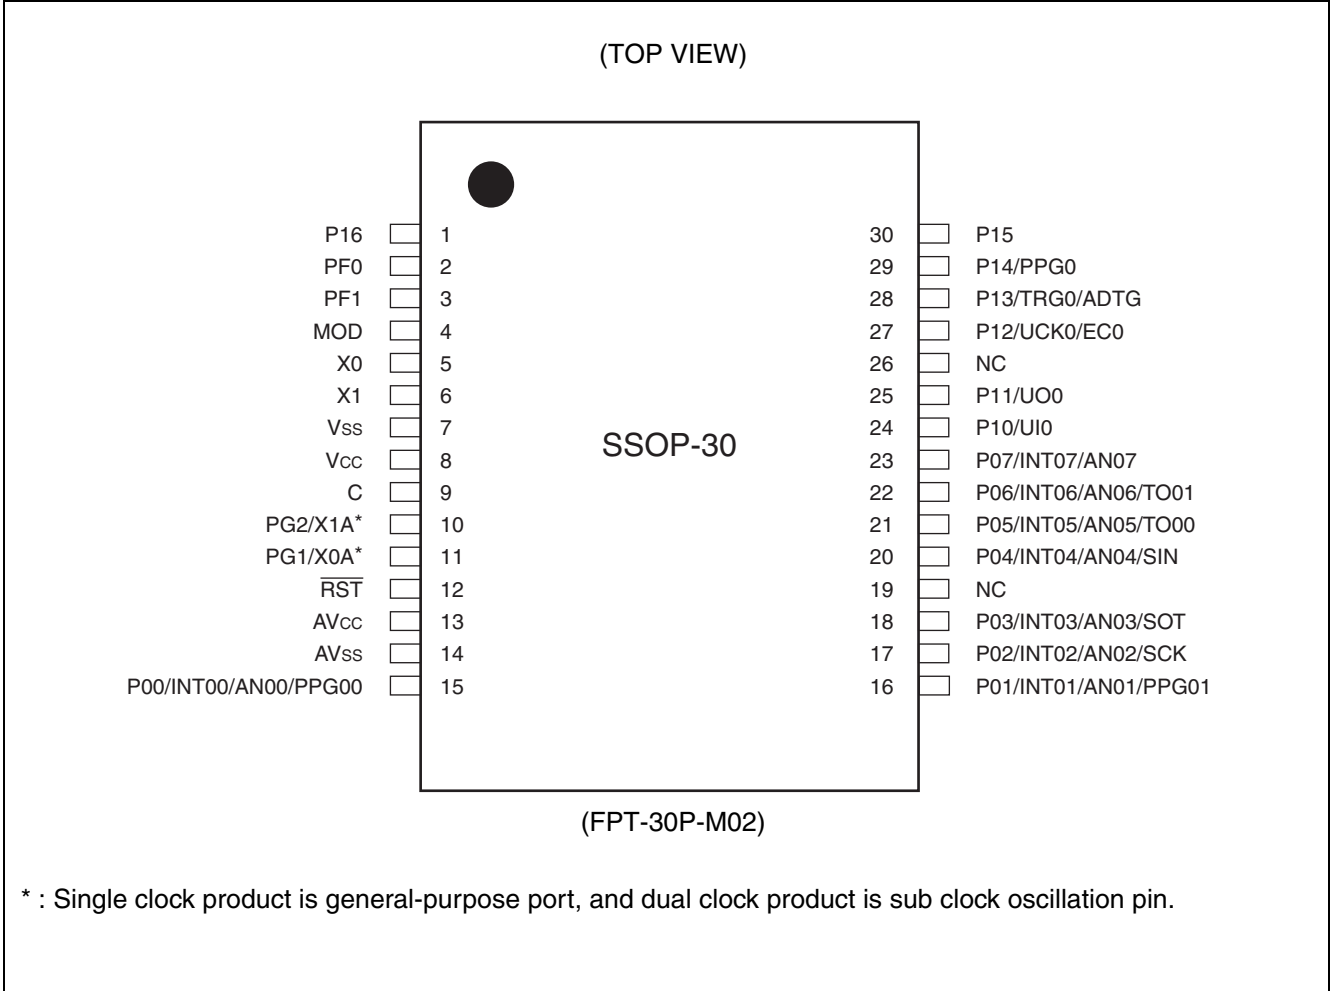 (TOP VIEW)
P16 1 30 P15
PF0 2 29 P14/PPG0
PF1 3 28 P13/TRG0/ADTG
MOD 4 27 P12/UCK0/EC0
X0 5 26 NC
X1 6 25 P11/UO0
Vss 7 24 P10/UI0
Vcc 8 SSOP-30 23 P07/INT07/AN07
C 9 22 P06/INT06/AN06/TO01
PG2/X1A* 10 21 P05/INT05/AN05/TO00
PG1/X0A* 11 20 P04/INT04/AN04/SIN
R̅S̅T̅ 12 19 NC
AVcc 13 18 P03/INT03/AN03/SOT
AVss 14 17 P02/INT02/AN02/SCK
P00/INT00/AN00/PPG00 15 16 P01/INT01/AN01/PPG01
(FPT-30P-M02)
* : Single clock product is general-purpose port, and dual clock product is sub clock oscillation pin.